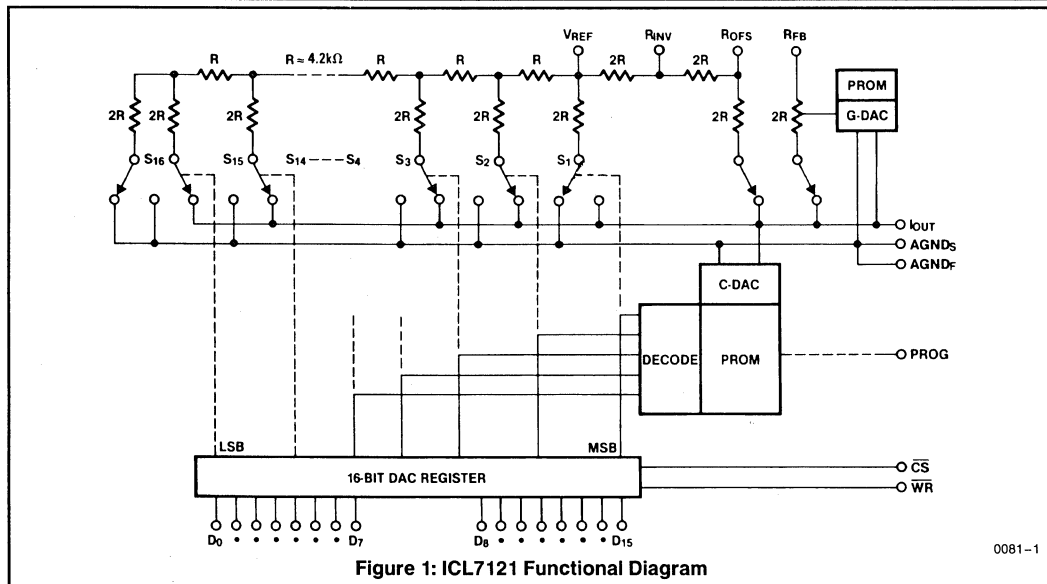 VREF RINV ROFS RFB
R R ≈ 4.2kΩ R R R 2R 2R
PROM
G-DAC
2R 2R 2R 2R 2R 2R 2R 2R
S16 S15 S14 ---- S4 S3 S2 S1
IOUT
AGNDS
AGNDF
C-DAC
DECODE PROM PROG
LSB MSB
16-BIT DAC REGISTER
CS
WR
D0 • • • • • • D7 D8 • • • • • • D15
Figure 1: ICL7121 Functional Diagram
0081–1